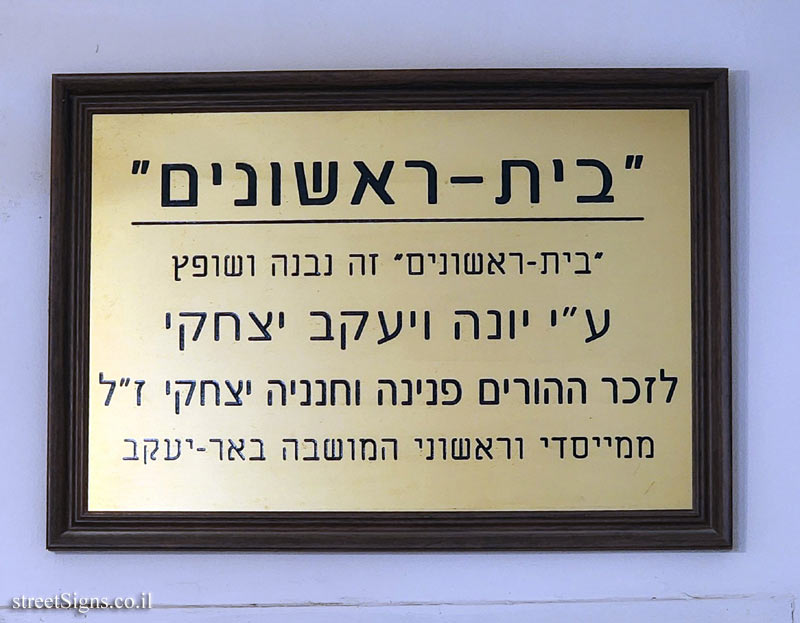 "בית-ראשונים"
"בית-ראשונים" זה נבנה ושופץ
ע"י יונה ויעקב יצחקי
לזכר ההורים פנינה וחנניה יצחקי ז"ל
ממייסדי וראשוני המושבה באר-יעקב
streetSigns.co.il